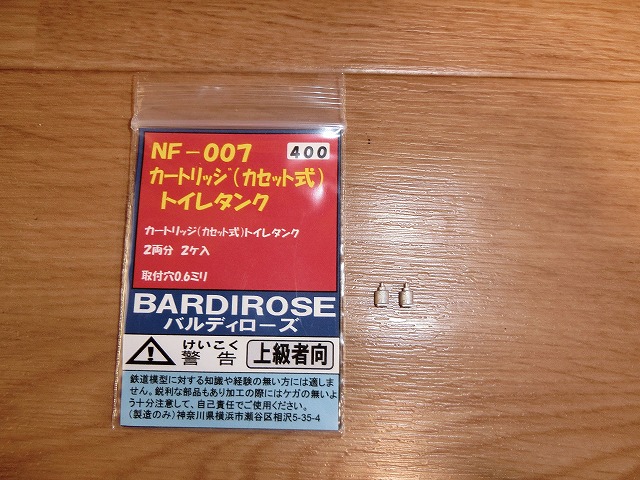 NF-007 400
カートリッジ(カセット式)
トイレタンク
カートリッジ(カセット式)トイレタンク
2両分 2ケ入
取付穴0.6ミリ
BARDIROSE
バルディローズ
けいこく
警告 上級者向
鉄道模型に対する知識や経験の無い方には適しま
せん。鋭利な部品もあり加工の際にはケガの無いよ
う十分注意して、自己責任でご使用ください。
(製造のみ)神奈川県横浜市瀬谷区相沢5-35-4